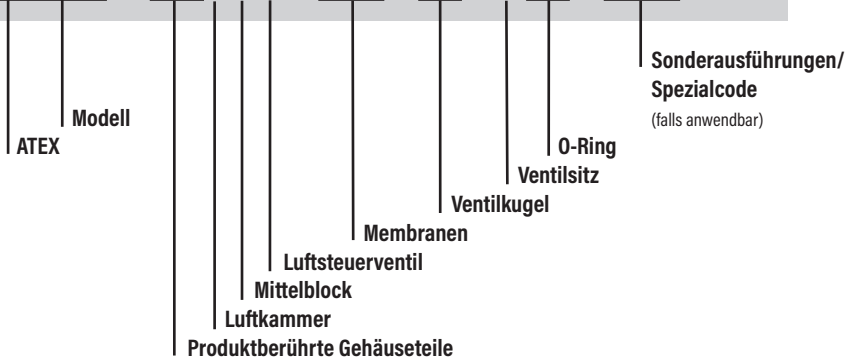 Sonderausführungen/
Spezialcode
(falls anwendbar)
Modell
ATEX
O-Ring
Ventilsitz
Ventilkugel
Membranen
Luftsteuerventil
Mittelblock
Luftkammer
Produktberührte Gehäuseteile